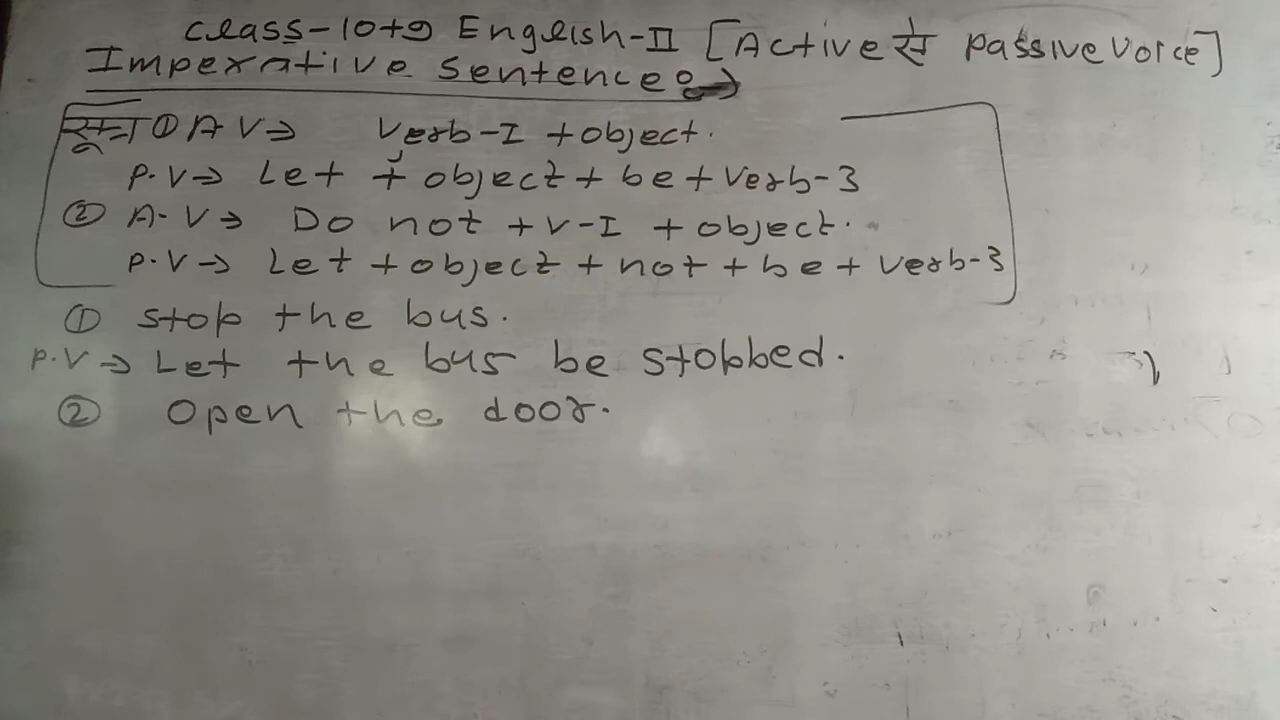 class-10+9 English-II [Active से passive voice]
Imperative sentence:→
सूत्र ① A V⇒ Verb-I + object.
P.V⇒ Let + object + be + verb-3
② A.V⇒ Do not + v-I + object.
P.V→ Let + object + not + be + verb-3
① stop the bus.
P.V→ Let the bus be stopped.
② Open the door.